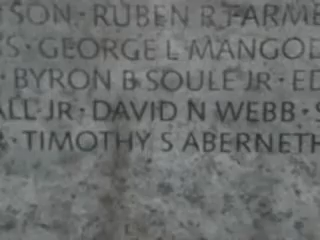 SON · RUBEN R FARME
S · GEORGE L MANGOD
· BYRON B SOULE JR · ED
ALL JR · DAVID N WEBB · S
R · TIMOTHY S ABERNETH